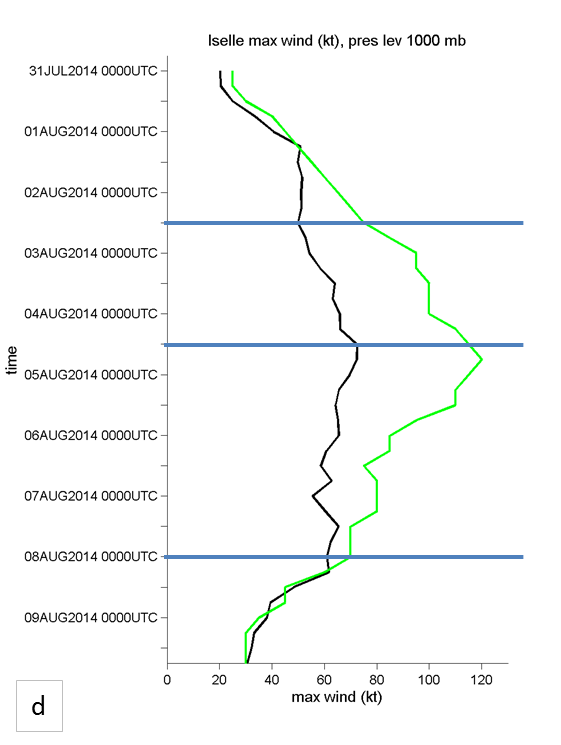 Iselle max wind (kt), pres lev 1000 mb
31JUL2014 0000UTC
01AUG2014 0000UTC
02AUG2014 0000UTC
03AUG2014 0000UTC
04AUG2014 0000UTC
time
05AUG2014 0000UTC
06AUG2014 0000UTC
07AUG2014 0000UTC
08AUG2014 0000UTC
09AUG2014 0000UTC
0 20 40 60 80 100 120
max wind (kt)
d